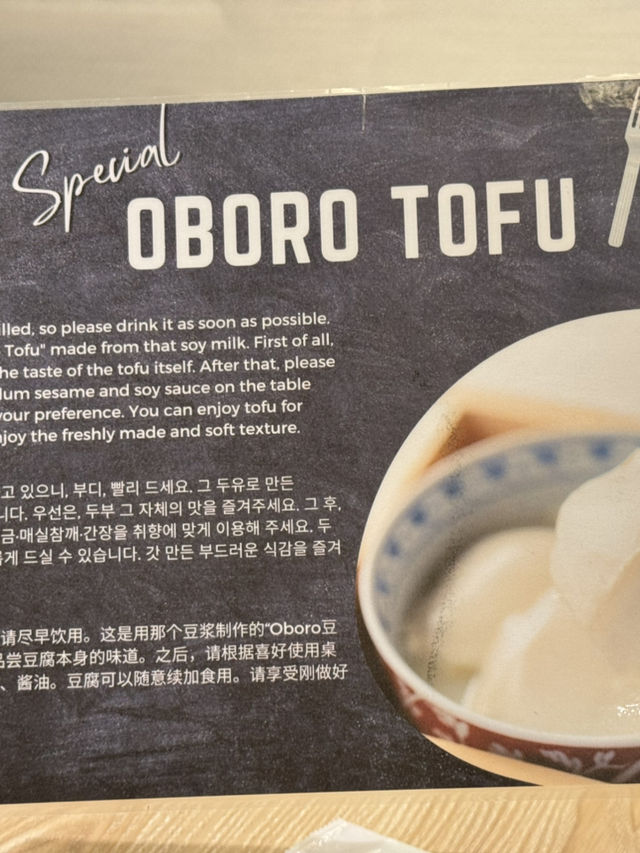 Special
OBORO TOFU
illed, so please drink it as soon as possible.
Tofu" made from that soy milk. First of all,
he taste of the tofu itself. After that, please
lum sesame and soy sauce on the table
your preference. You can enjoy tofu for
njoy the freshly made and soft texture.
고 있으니, 부디, 빨리 드세요. 그 두유로 만든
니다. 우선은, 두부 그 자체의 맛을 즐겨주세요. 그 후,
금·매실참깨·간장을 취향에 맞게 이용해 주세요. 두
게 드실 수 있습니다. 갓 만든 부드러운 식감을 즐겨
请尽早饮用。这是用那个豆浆制作的“Oboro豆
品尝豆腐本身的味道。之后，请根据喜好使用桌
、酱油。豆腐可以随意续加食用。请享受刚做好